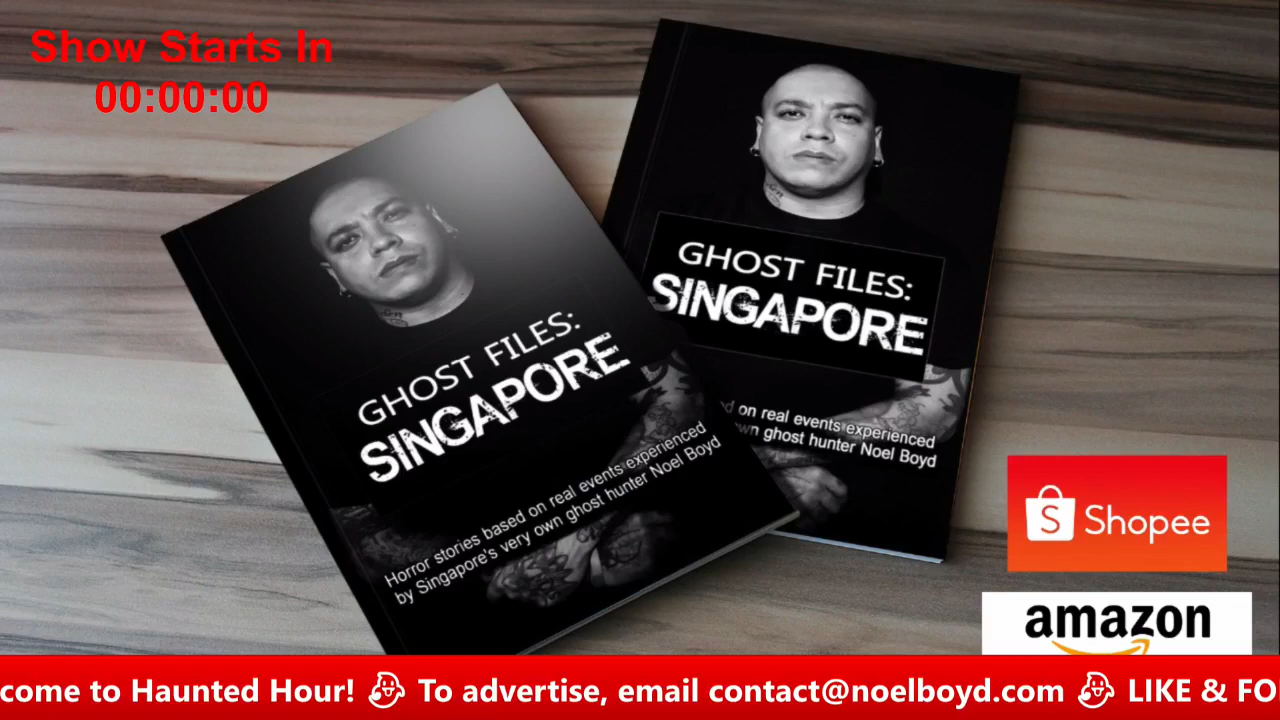 Show Starts In
00:00:00
GHOST FILES:
SINGAPORE
Horror stories based on real events experienced
by Singapore's very own ghost hunter Noel Boyd
GHOST FILES:
SINGAPORE
on real events experienced
own ghost hunter Noel Boyd
S Shopee
amazon
come to Haunted Hour! To advertise, email contact@noelboyd.com LIKE & FO